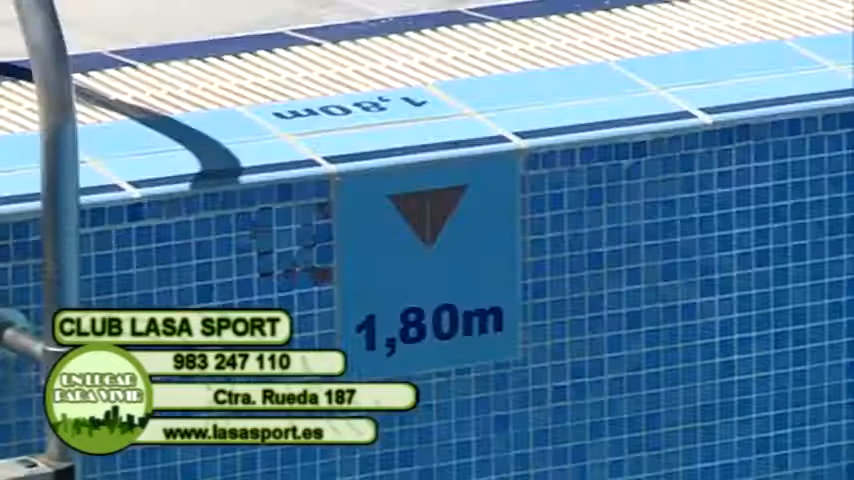 1,80m
1,80m
CLUB LASA SPORT
983 247 110
Ctra. Rueda 187
www.lasasport.es
UN LUGAR
PARA VIVIR